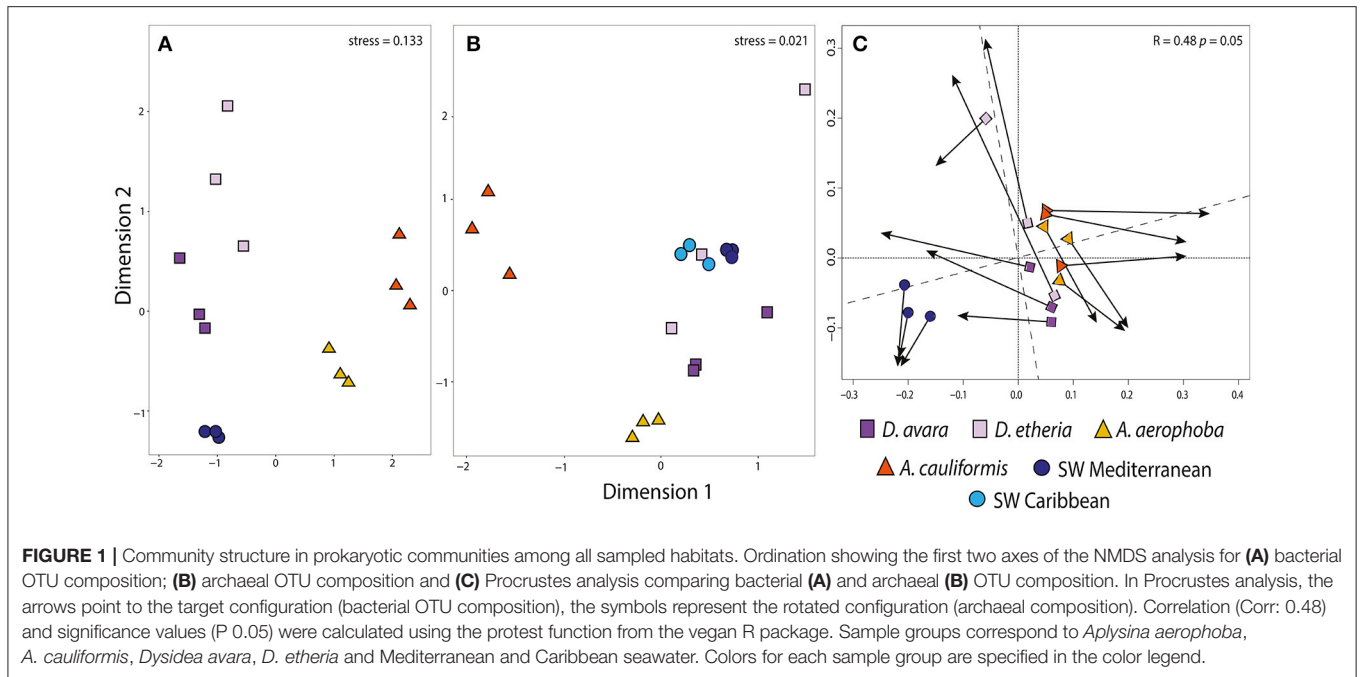 A
stress = 0.133
Dimension 2
2
1
0
−1
−2
−1
0
1
2
B
stress = 0.021
2
1
0
−1
−2
−1
0
1
Dimension 1
C
R = 0.48 p = 0.05
0.3
0.2
0.1
0.0
−0.1
−0.3
−0.2
−0.1
0.0
0.1
0.2
0.3
0.4
D. avara
D. etheria
A. aerophoba
A. cauliformis
SW Mediterranean
SW Caribbean
FIGURE 1 | Community structure in prokaryotic communities among all sampled habitats. Ordination showing the first two axes of the NMDS analysis for (A) bacterial
OTU composition; (B) archaeal OTU composition and (C) Procrustes analysis comparing bacterial (A) and archaeal (B) OTU composition. In Procrustes analysis, the
arrows point to the target configuration (bacterial OTU composition), the symbols represent the rotated configuration (archaeal composition). Correlation (Corr: 0.48)
and significance values (P 0.05) were calculated using the protest function from the vegan R package. Sample groups correspond to Aplysina aerophoba,
A. cauliformis, Dysidea avara, D. etheria and Mediterranean and Caribbean seawater. Colors for each sample group are specified in the color legend.